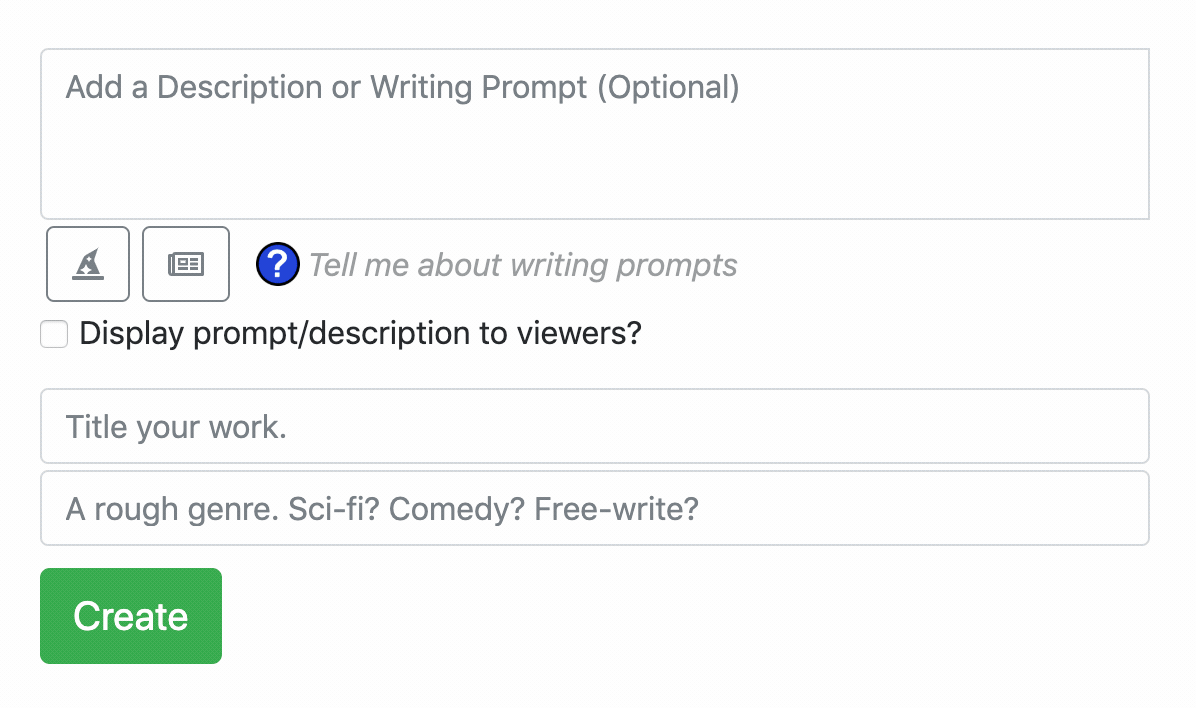 Add a Description or Writing Prompt (Optional)
? Tell me about writing prompts
Display prompt/description to viewers?
Title your work.
A rough genre. Sci-fi? Comedy? Free-write?
Create